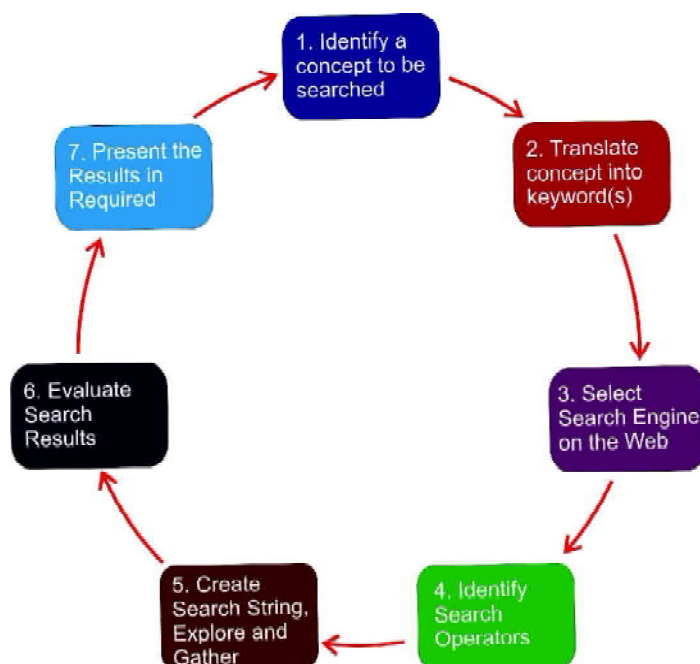 1. Identify a
concept to be
searched
2. Translate
concept into
keyword(s)
3. Select
Search Engine
on the Web
4. Identify
Search
Operators
5. Create
Search String,
Explore and
Gather
6. Evaluate
Search
Results
7. Present the
Results in
Required